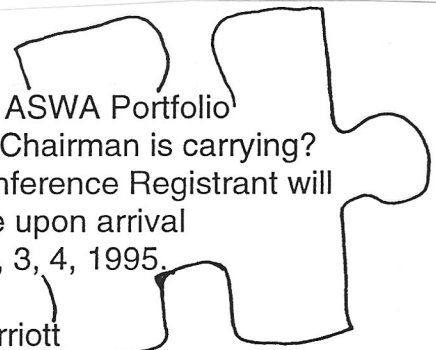 ASWA Portfolio
Chairman is carrying?
nference Registrant will
e upon arrival
, 3, 4, 1995.
rriott